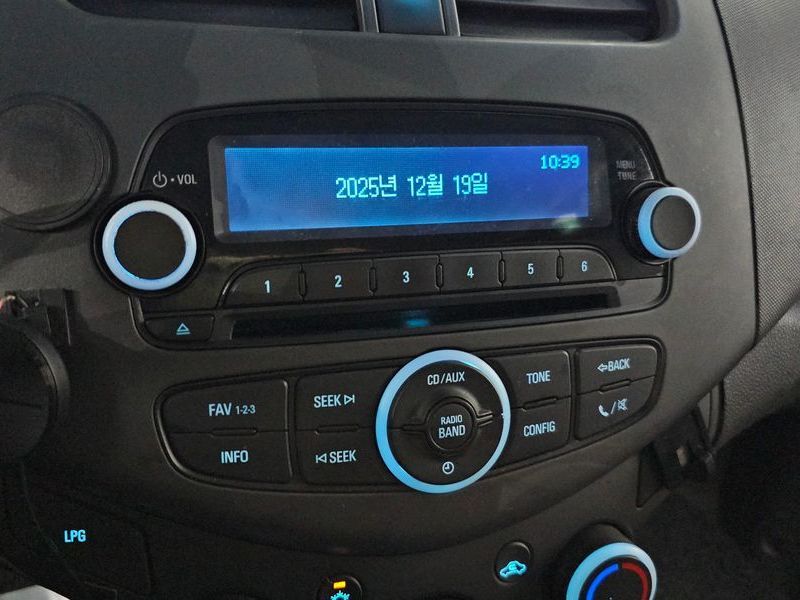 10:39
2025년 12월 19일
VOL
MENU
TUNE
1 2 3 4 5 6
CD/AUX
TONE
BACK
SEEK
FAV 1-2-3
RADIO
BAND
CONFIG
INFO
SEEK
LPG